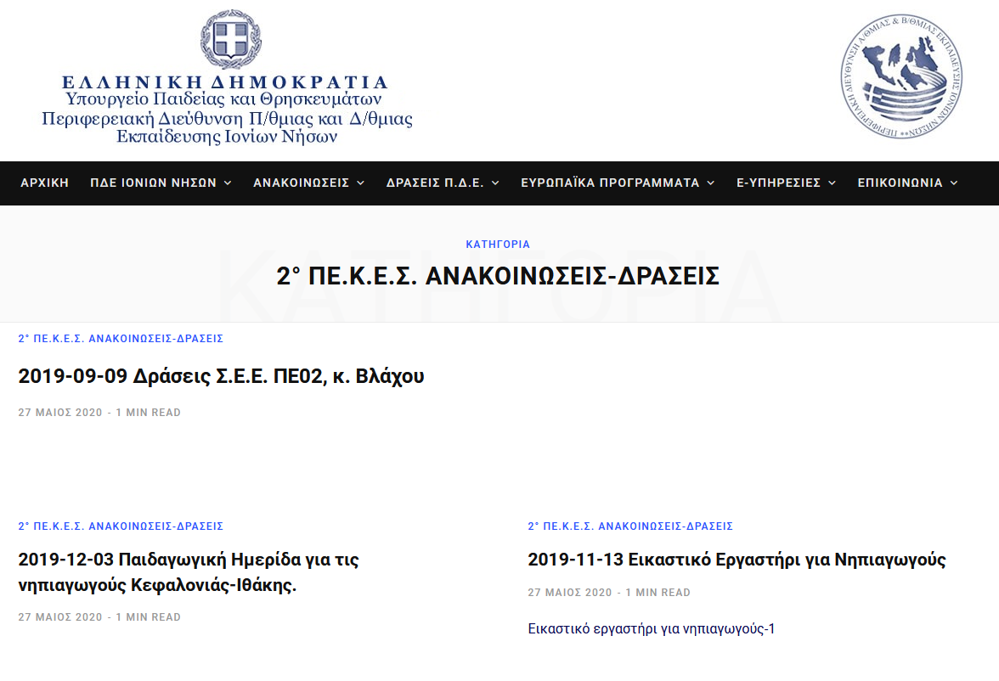 ΕΛΛΗΝΙΚΗ ΔΗΜΟΚΡΑΤΙΑ
Υπουργείο Παιδείας και Θρησκευμάτων
Περιφερειακή Διεύθυνση Π/θμιας και Δ/θμιας
Εκπαίδευσης Ιονίων Νήσων
ΠΕΡΙΦΕΡΕΙΑΚΗ ΔΙΕΥΘΥΝΣΗ Α/ΘΜΙΑΣ & Β/ΘΜΙΑΣ ΕΚΠΑΙΔΕΥΣΗΣ ΙΟΝΙΩΝ ΝΗΣΩΝ**
ΑΡΧΙΚΗ ΠΔΕ ΙΟΝΙΩΝ ΝΗΣΩΝ ΑΝΑΚΟΙΝΩΣΕΙΣ ΔΡΑΣΕΙΣ Π.Δ.Ε. ΕΥΡΩΠΑΪΚΑ ΠΡΟΓΡΑΜΜΑΤΑ Ε-ΥΠΗΡΕΣΙΕΣ ΕΠΙΚΟΙΝΩΝΙΑ
ΚΑΤΗΓΟΡΙΑ
ΚΑΤΗΓΟΡΙΑ
2° ΠΕ.Κ.Ε.Σ. ΑΝΑΚΟΙΝΩΣΕΙΣ-ΔΡΑΣΕΙΣ
2° ΠΕ.Κ.Ε.Σ. ΑΝΑΚΟΙΝΩΣΕΙΣ-ΔΡΑΣΕΙΣ
2019-09-09 Δράσεις Σ.Ε.Ε. ΠΕ02, κ. Βλάχου
27 ΜΑΙΟΣ 2020 - 1 MIN READ
2° ΠΕ.Κ.Ε.Σ. ΑΝΑΚΟΙΝΩΣΕΙΣ-ΔΡΑΣΕΙΣ
2019-12-03 Παιδαγωγική Ημερίδα για τις
νηπιαγωγούς Κεφαλονιάς-Ιθάκης.
27 ΜΑΙΟΣ 2020 - 1 MIN READ
2° ΠΕ.Κ.Ε.Σ. ΑΝΑΚΟΙΝΩΣΕΙΣ-ΔΡΑΣΕΙΣ
2019-11-13 Εικαστικό Εργαστήρι για Νηπιαγωγούς
27 ΜΑΙΟΣ 2020 - 1 MIN READ
Εικαστικό εργαστήρι για νηπιαγωγούς-1